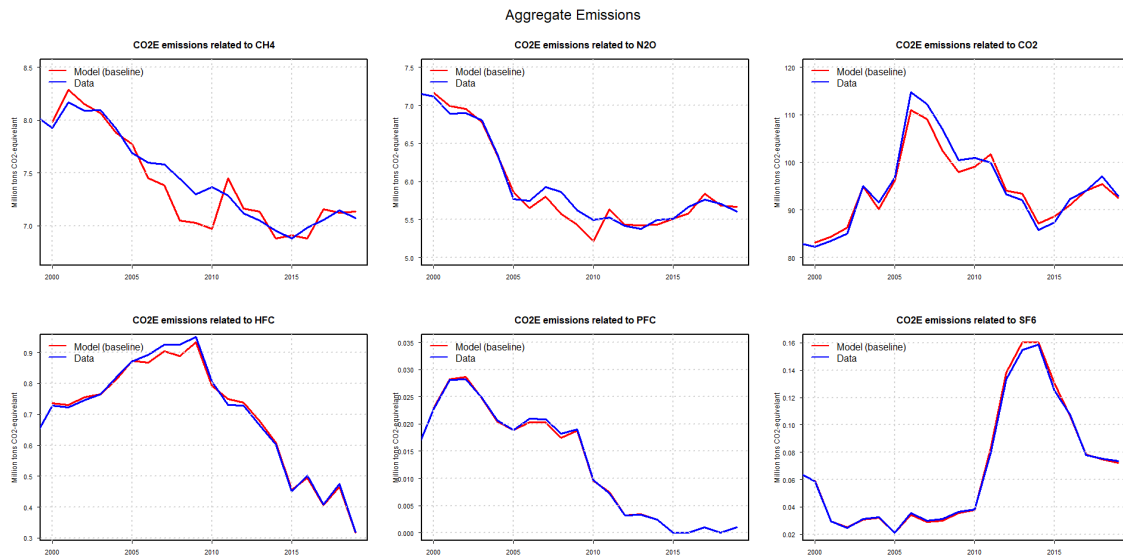 Aggregate Emissions
CO2E emissions related to CH4
Million tons CO2-equivelant
8.5
8.0
7.5
7.0
Model (baseline)
Data
2000
2005
2010
2015
CO2E emissions related to N2O
Million tons CO2-equivelant
7.5
7.0
6.5
6.0
5.5
5.0
Model (baseline)
Data
2000
2005
2010
2015
CO2E emissions related to CO2
Million tons CO2-equivelant
120
110
100
90
80
Model (baseline)
Data
2000
2005
2010
2015
CO2E emissions related to HFC
Million tons CO2-equivelant
0.9
0.8
0.7
0.6
0.5
0.4
0.3
Model (baseline)
Data
2000
2005
2010
2015
CO2E emissions related to PFC
Million tons CO2-equivelant
0.035
0.030
0.025
0.020
0.015
0.010
0.005
0.000
Model (baseline)
Data
2000
2005
2010
2015
CO2E emissions related to SF6
Million tons CO2-equivelant
0.16
0.14
0.12
0.10
0.08
0.06
0.04
0.02
Model (baseline)
Data
2000
2005
2010
2015